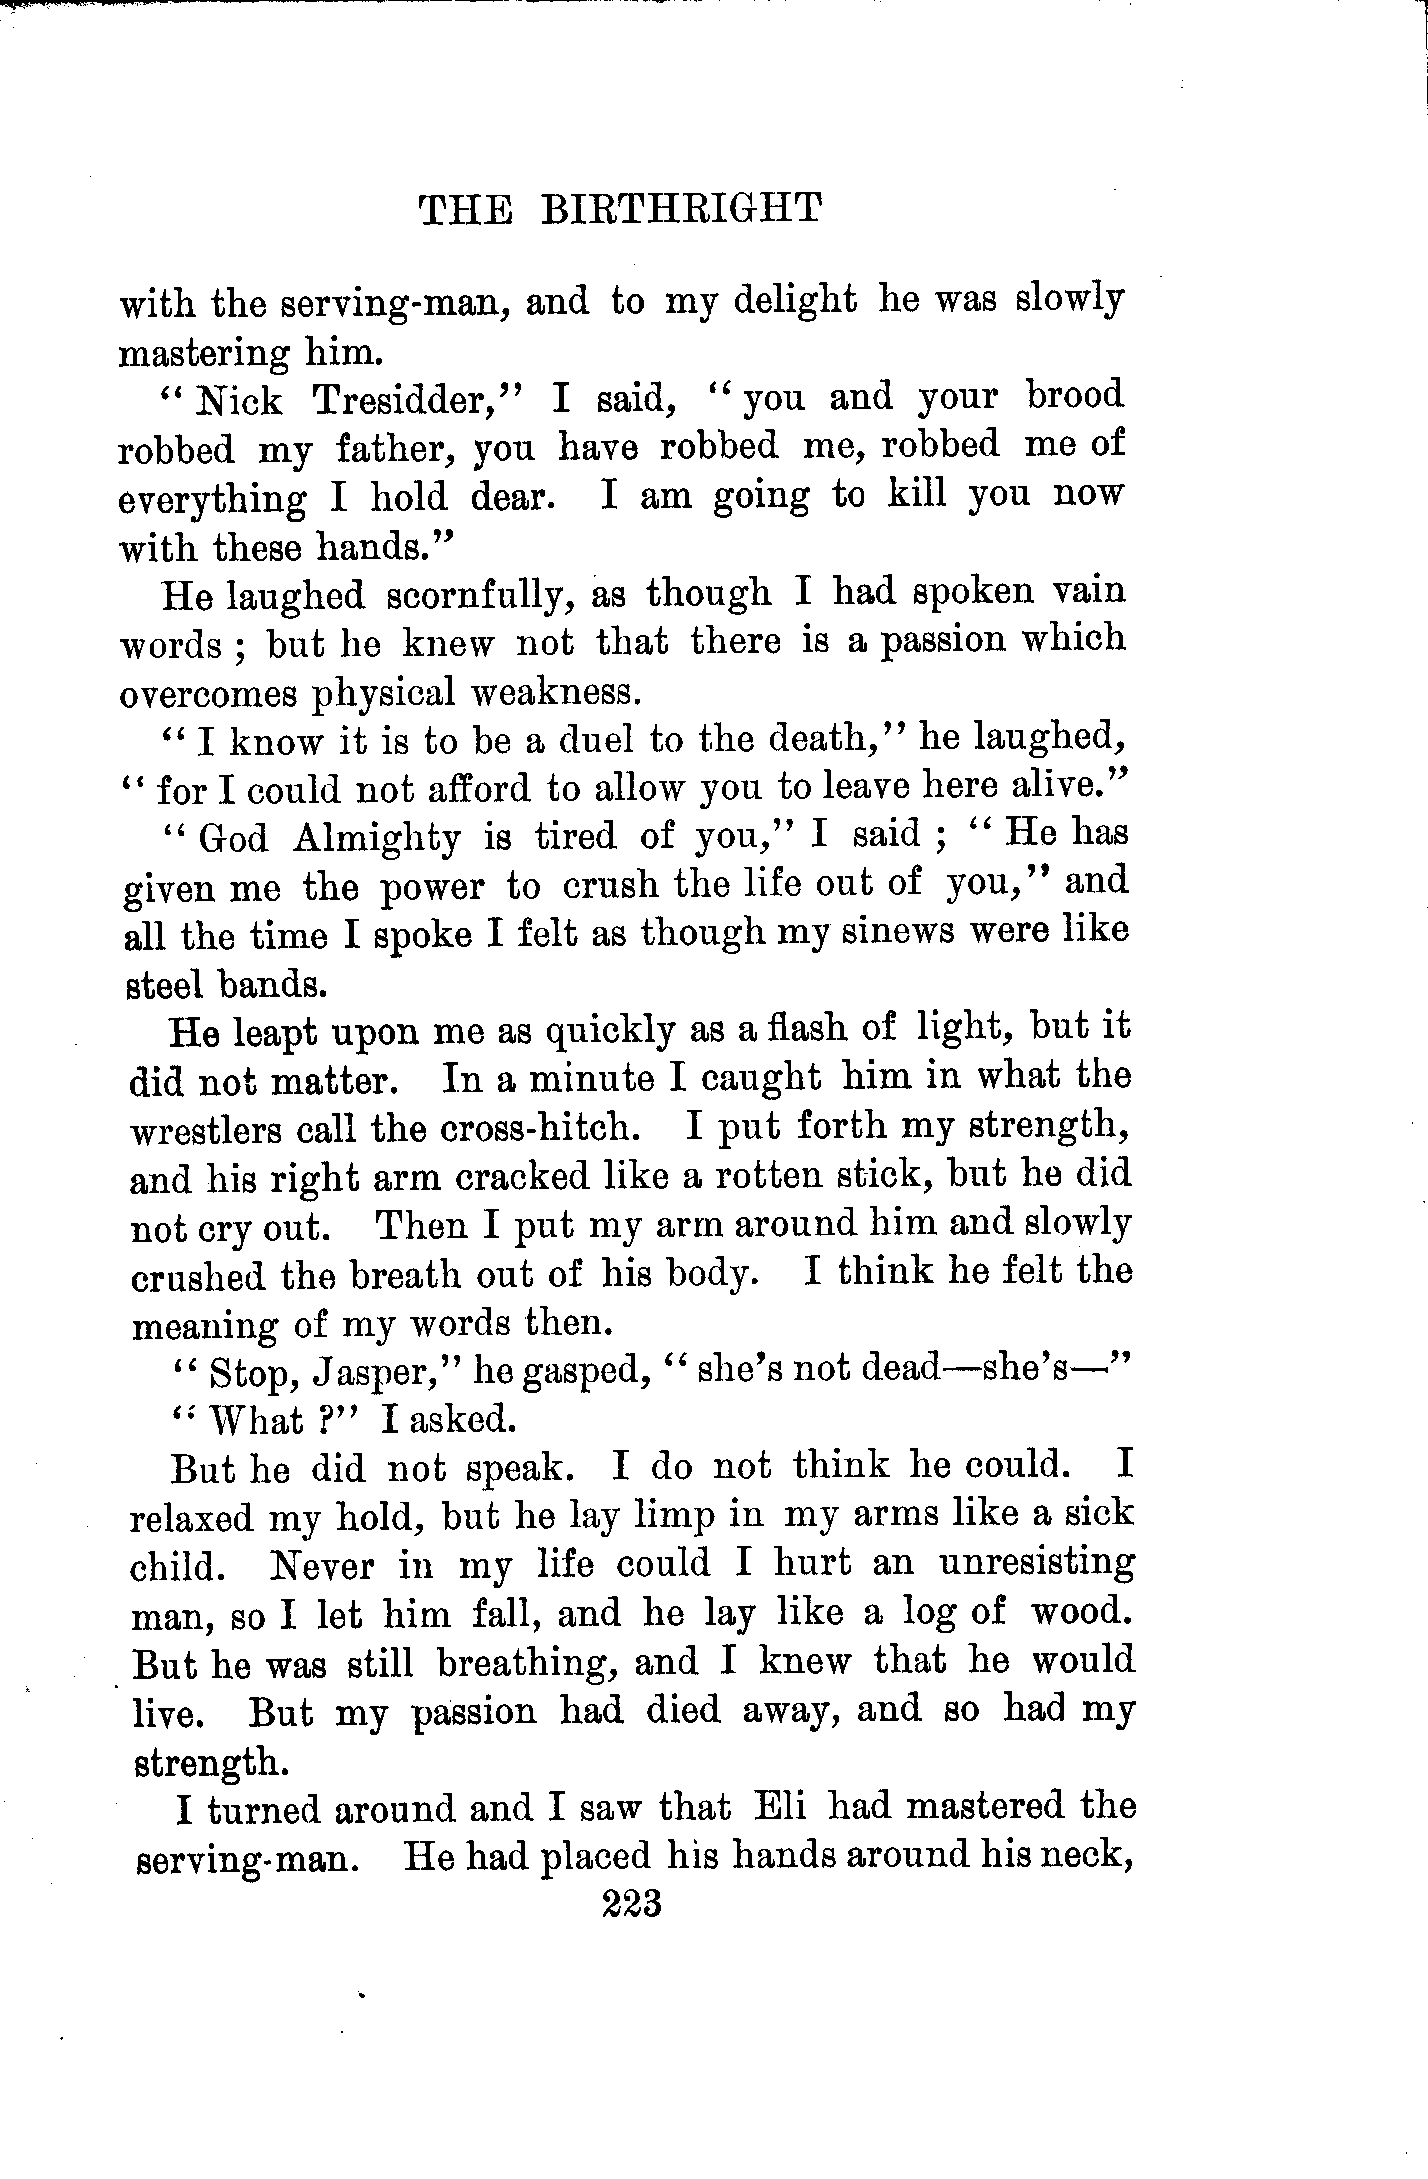 THE BIRTHRIGHT
with the serving-man, and to my delight he was slowly
mastering him.
“ Nick Tresidder,” I said, “ you and your brood
robbed my father, you have robbed me, robbed me of
everything I hold dear. I am going to kill you now
with these hands.”
He laughed scornfully, as though I had spoken vain
words ; but he knew not that there is a passion which
overcomes physical weakness.
“ I know it is to be a duel to the death,” he laughed,
“ for I could not afford to allow you to leave here alive.”
“ God Almighty is tired of you,” I said ; “ He has
given me the power to crush the life out of you,” and
all the time I spoke I felt as though my sinews were like
steel bands.
He leapt upon me as quickly as a flash of light, but it
did not matter. In a minute I caught him in what the
wrestlers call the cross-hitch. I put forth my strength,
and his right arm cracked like a rotten stick, but he did
not cry out. Then I put my arm around him and slowly
crushed the breath out of his body. I think he felt the
meaning of my words then.
“ Stop, Jasper,” he gasped, “ she’s not dead—she’s—”
“ What ?” I asked.
But he did not speak. I do not think he could. I
relaxed my hold, but he lay limp in my arms like a sick
child. Never in my life could I hurt an unresisting
man, so I let him fall, and he lay like a log of wood.
But he was still breathing, and I knew that he would
live. But my passion had died away, and so had my
strength.
I turned around and I saw that Eli had mastered the
serving-man. He had placed his hands around his neck,
223